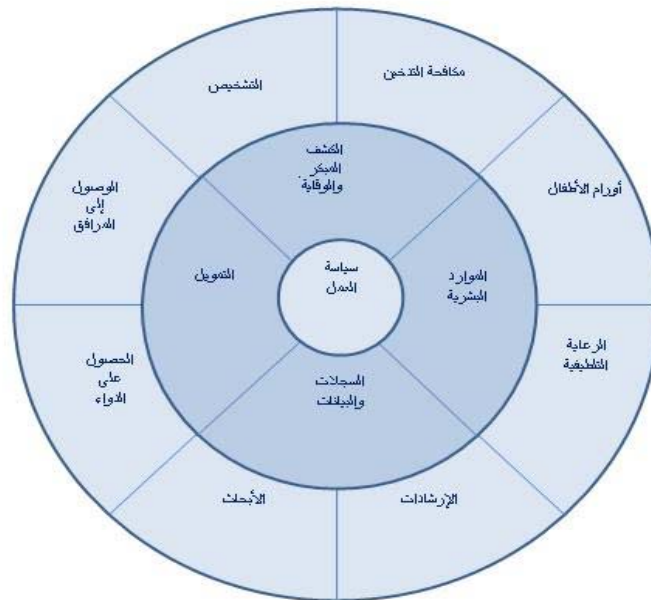 مكافحة التدخين
التشخيص
الكشف
المبكر
والوقاية
أورام الأطفال
الوصول
إلى
المرافق
سياسة
العمل
الموارد
البشرية
التمويل
الرعاية
التلطيفية
الحصول
على
الدواء
السجلات
والبيانات
الإرشادات
الأبحاث